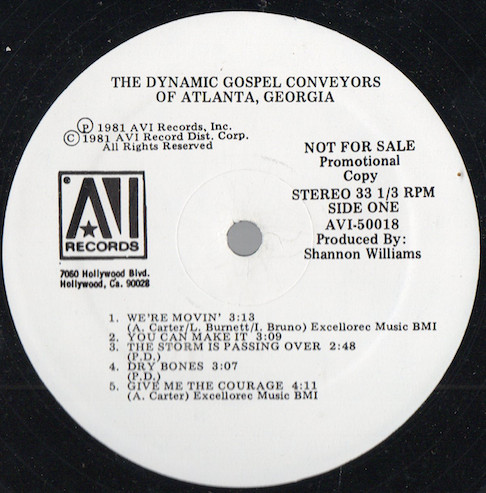 THE DYNAMIC GOSPEL CONVEYORS
OF ATLANTA, GEORGIA
Ⓟ 1981 AVI Records, Inc.
© 1981 AVI Record Dist. Corp.
All Rights Reserved
NOT FOR SALE
Promotional
Copy
STEREO 33 1/3 RPM
SIDE ONE
AVI-50018
Produced By:
Shannon Williams
AVI
RECORDS
7060 Hollywood Blvd.
Hollywood, Ca. 90028
1. WE'RE MOVIN' 3:13
(A. Carter/L. Burnett/I. Bruno) Excellorec Music BMI
2. YOU CAN MAKE IT 3:09
3. THE STORM IS PASSING OVER 2:48
(P.D.)
4. DRY BONES 3:07
(P.D.)
5. GIVE ME THE COURAGE 4:11
(A. Carter) Excellorec Music BMI